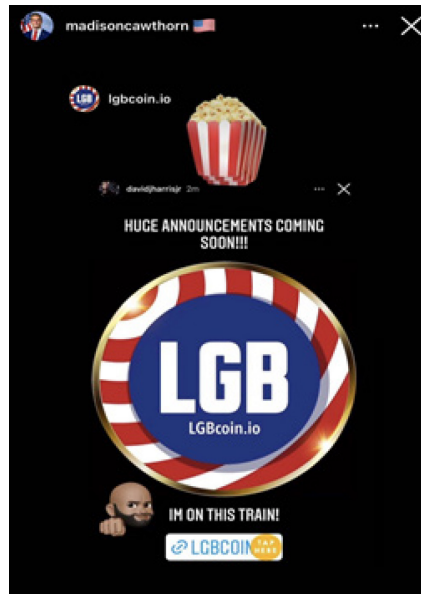 madisoncawthorn 🇺🇸
LGB lgbcoin.io
davidjharrisjr 2m
HUGE ANNOUNCEMENTS COMING
SOON!!!
LGB
LGBcoin.io
IM ON THIS TRAIN!
LGBCOIN
TAP
HERE